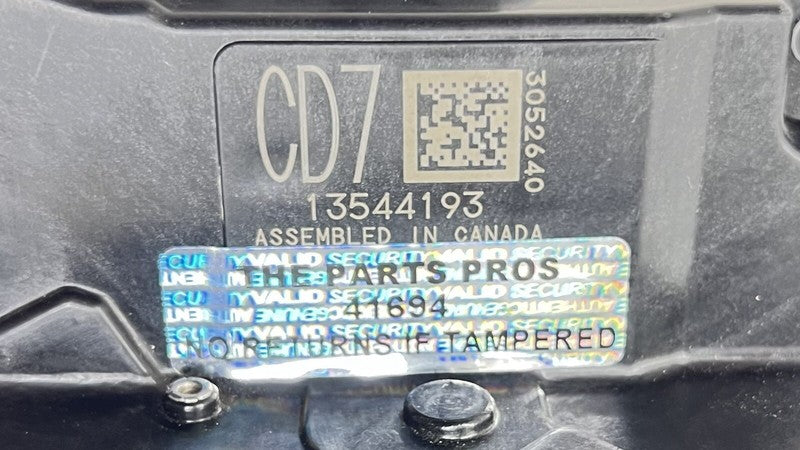 CD7
3052640
13544193
ASSEMBLED IN CANADA
THE PARTS PROS
41694
NO RETURNS IF TAMPERED